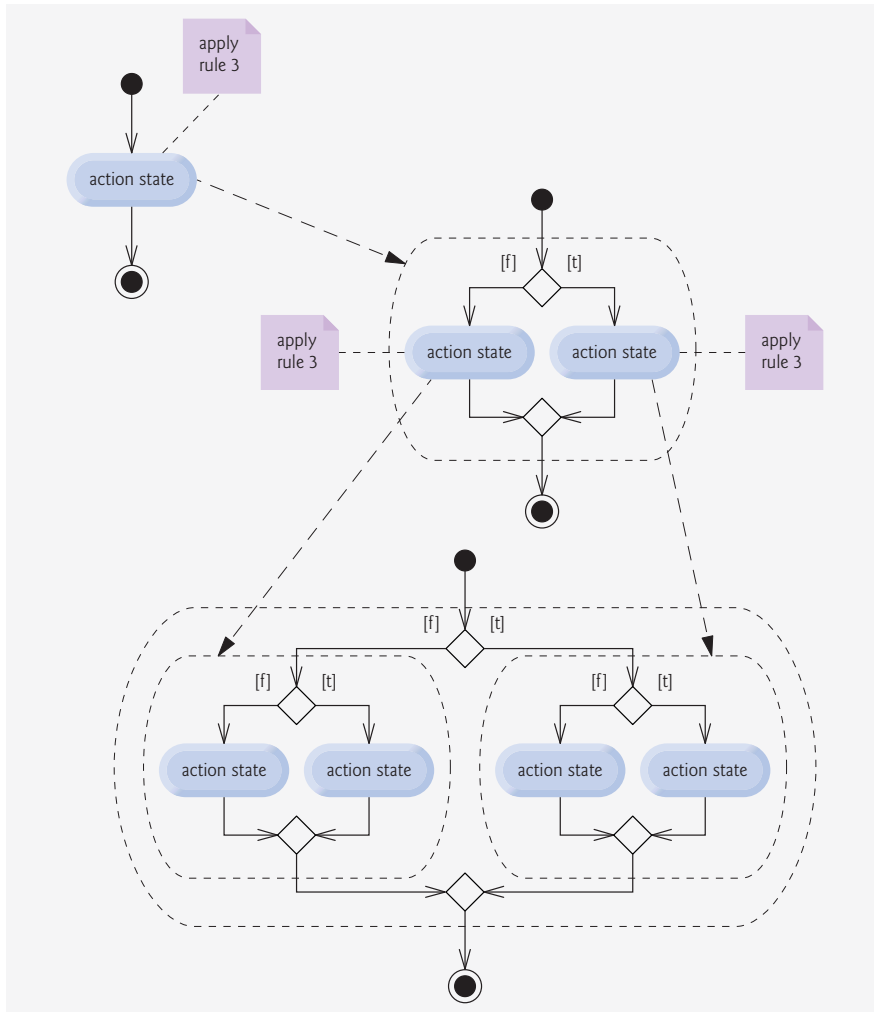 apply
rule 3
action state
[f]
[t]
apply
rule 3
action state
action state
apply
rule 3
[f]
[t]
[f]
[t]
[f]
[t]
action state
action state
action state
action state